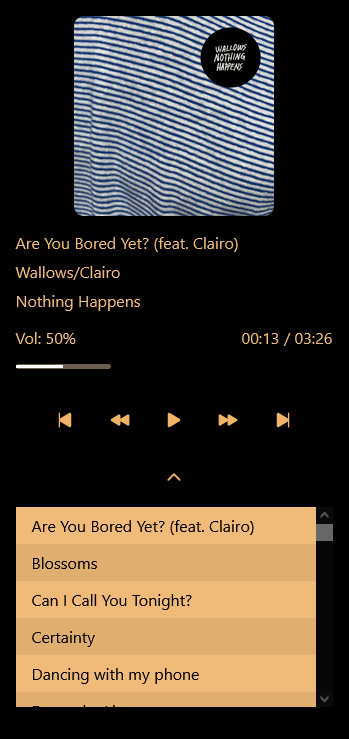 WALLOWS
NOTHING
HAPPENS
Are You Bored Yet? (feat. Clairo)
Wallows/Clairo
Nothing Happens
Vol: 50%
00:13 / 03:26
Are You Bored Yet? (feat. Clairo)
Blossoms
Can I Call You Tonight?
Certainty
Dancing with my phone